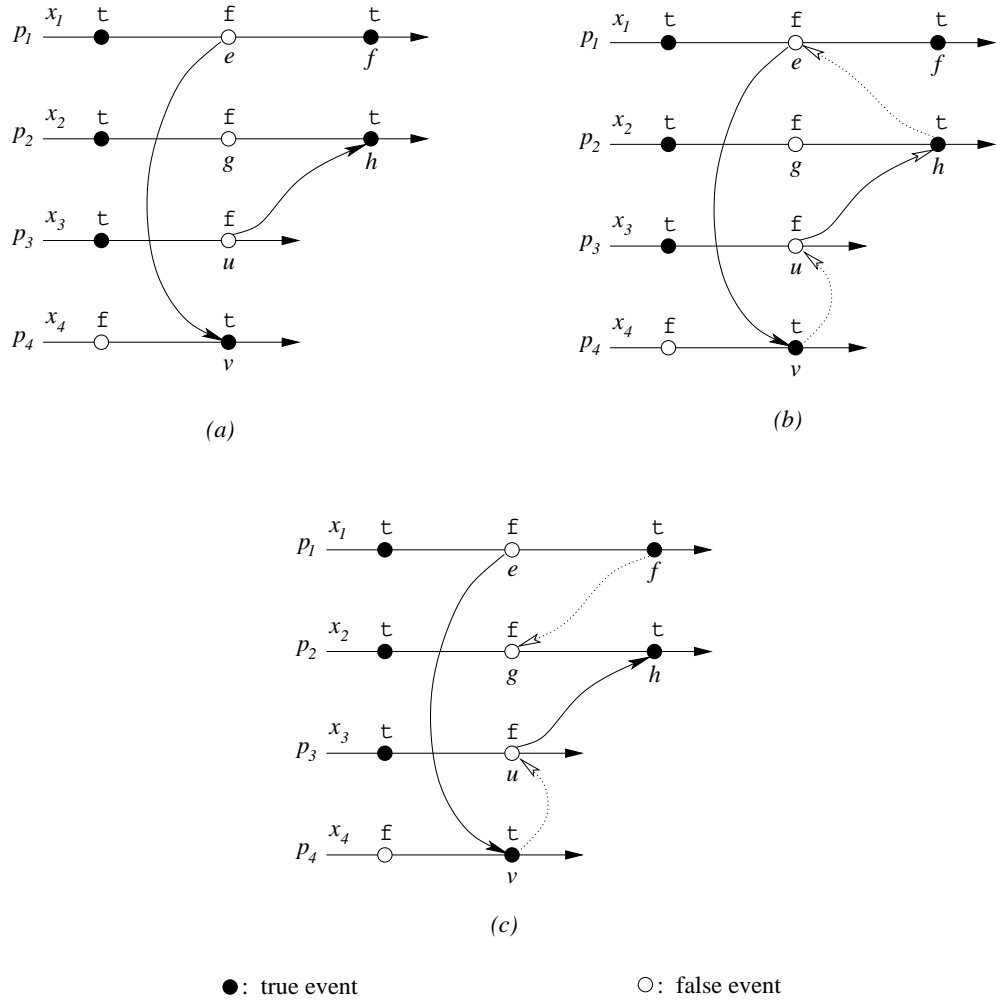 x1 t f t
p1 e f
x2 t f t
p2 g h
x3 t f
p3 u
x4 f t
p4 v
(a)
x1 t f t
p1 e f
x2 t f t
p2 g h
x3 t f
p3 u
x4 f t
p4 v
(b)
x1 t f t
p1 e f
x2 t f t
p2 g h
x3 t f
p3 u
x4 f t
p4 v
(c)
: true event
: false event